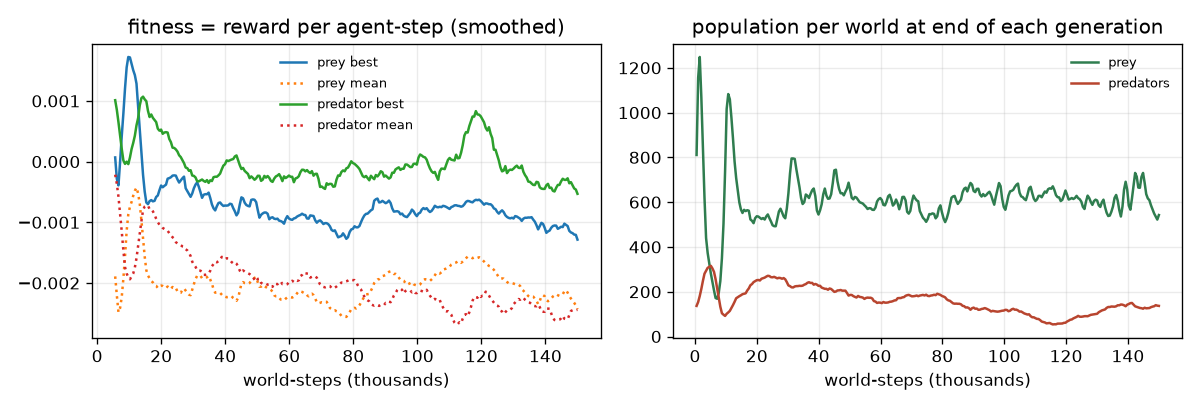 fitness = reward per agent-step (smoothed)
prey best
prey mean
predator best
predator mean
0.001
0.000
−0.001
−0.002
0 20 40 60 80 100 120 140
world-steps (thousands)
population per world at end of each generation
prey
predators
1200
1000
800
600
400
200
0
0 20 40 60 80 100 120 140
world-steps (thousands)